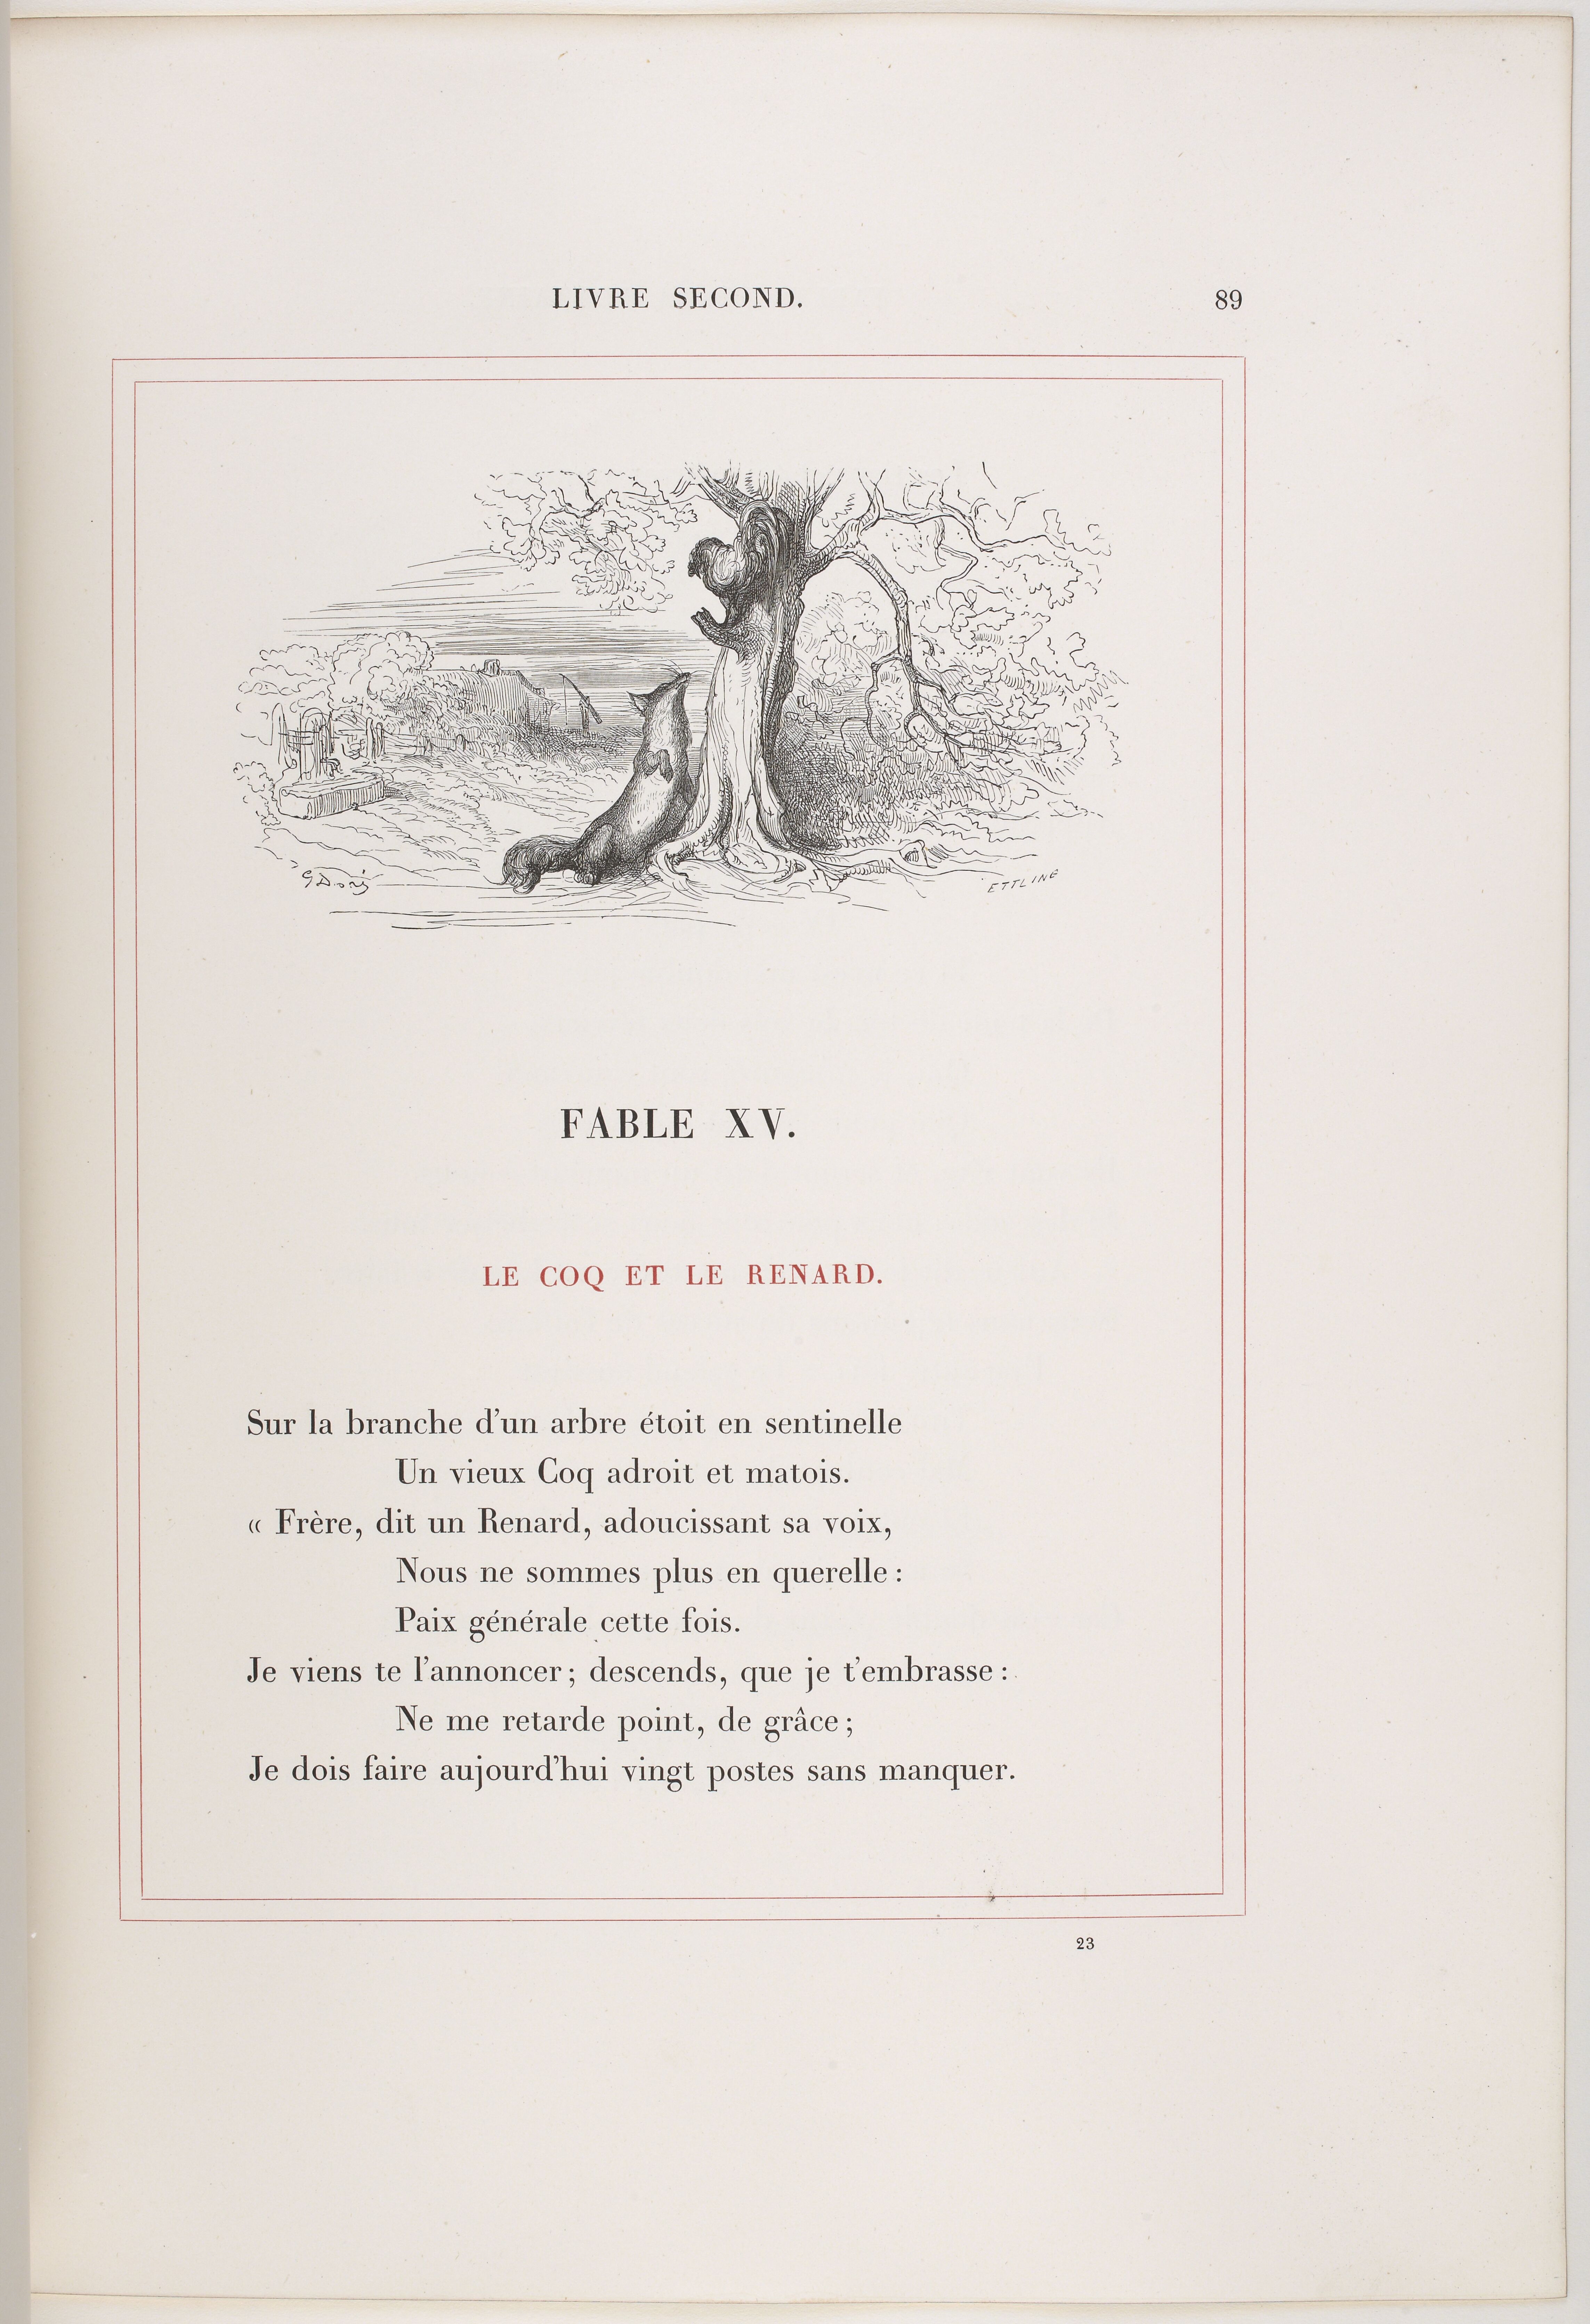 LIVRE SECOND.
89
G Doré
ETTLING
FABLE XV.
LE COQ ET LE RENARD.
Sur la branche d'un arbre étoit en sentinelle
Un vieux Coq adroit et matois.
« Frère, dit un Renard, adoucissant sa voix,
Nous ne sommes plus en querelle :
Paix générale cette fois.
Je viens te l'annoncer ; descends, que je t'embrasse :
Ne me retarde point, de grâce ;
Je dois faire aujourd'hui vingt postes sans manquer.
23